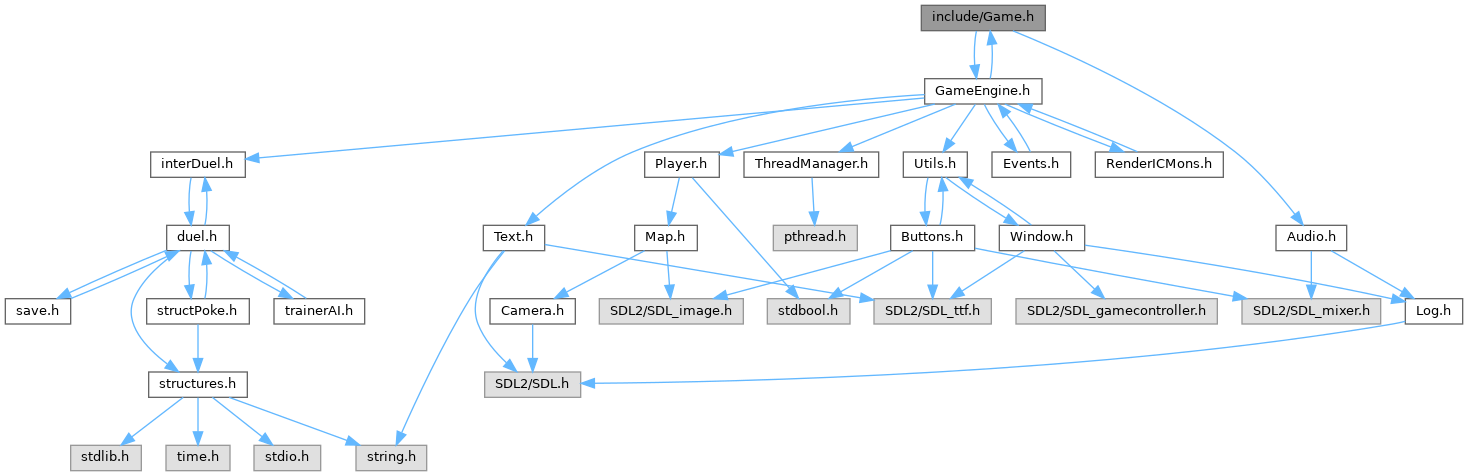 include/Game.h
GameEngine.h
interDuel.h
Player.h
ThreadManager.h
Utils.h
Events.h
RenderICMons.h
duel.h
Text.h
Map.h
pthread.h
Buttons.h
Window.h
Audio.h
save.h
structPoke.h
trainerAI.h
Camera.h
SDL2/SDL_image.h
stdbool.h
SDL2/SDL_ttf.h
SDL2/SDL_gamecontroller.h
SDL2/SDL_mixer.h
Log.h
structures.h
SDL2/SDL.h
stdlib.h
time.h
stdio.h
string.h